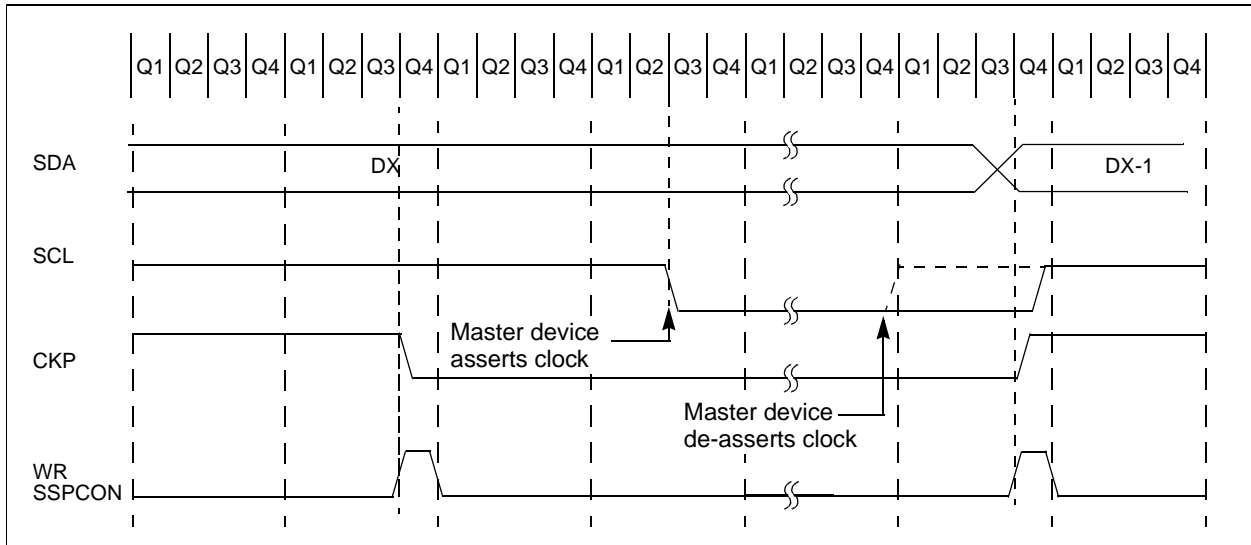 Q1 Q2 Q3 Q4 Q1 Q2 Q3 Q4 Q1 Q2 Q3 Q4 Q1 Q2 Q3 Q4 Q1 Q2 Q3 Q4 Q1 Q2 Q3 Q4 Q1 Q2 Q3 Q4
SDA DX DX-1
SCL
Master device
asserts clock
CKP
Master device
de-asserts clock
WR
SSPCON